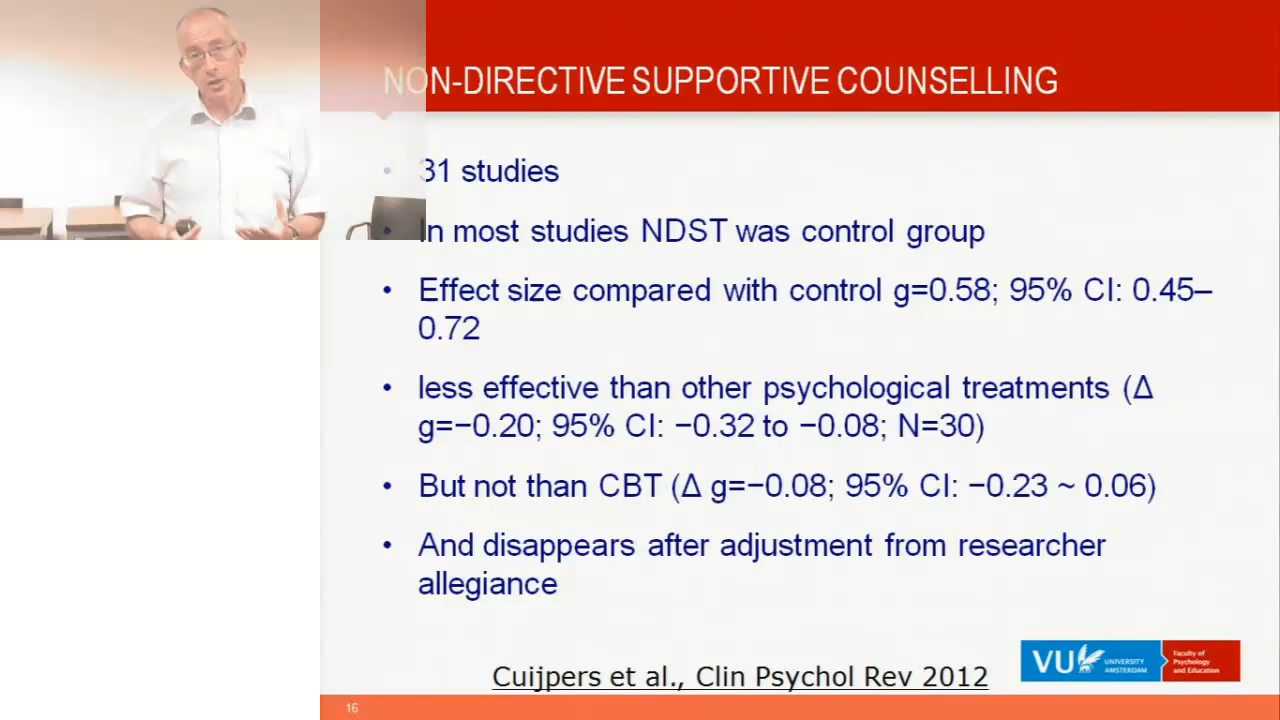 NON-DIRECTIVE SUPPORTIVE COUNSELLING
• 31 studies
• In most studies NDST was control group
• Effect size compared with control g=0.58; 95% CI: 0.45–
0.72
• less effective than other psychological treatments (Δ
g=−0.20; 95% CI: −0.32 to −0.08; N=30)
• But not than CBT (Δ g=−0.08; 95% CI: −0.23 ~ 0.06)
• And disappears after adjustment from researcher
allegiance
Cuijpers et al., Clin Psychol Rev 2012
VU UNIVERSITY AMSTERDAM
Faculty of
Psychology
and Education
16